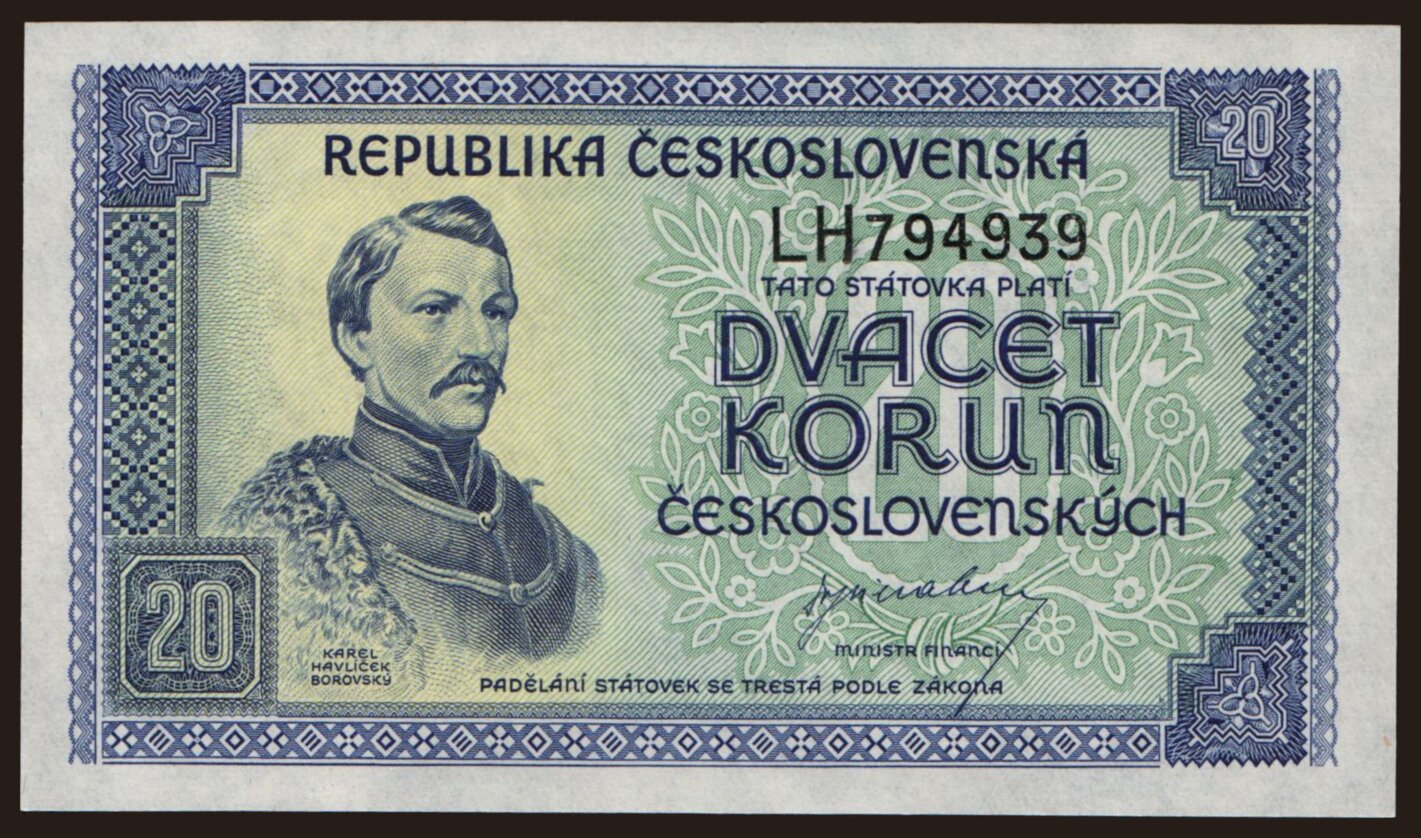 20
REPUBLIKA ČESKOSLOVENSKÁ
LH794939
TATO STÁTOVKA PLATÍ
DVACET
KORUN
ČESKOSLOVENSKÝCH
20
MINISTR FINANCÍ
20
KAREL
HAVLÍČEK
BOROVSKÝ
PADĚLÁNÍ STÁTOVEK SE TRESTÁ PODLE ZÁKONA